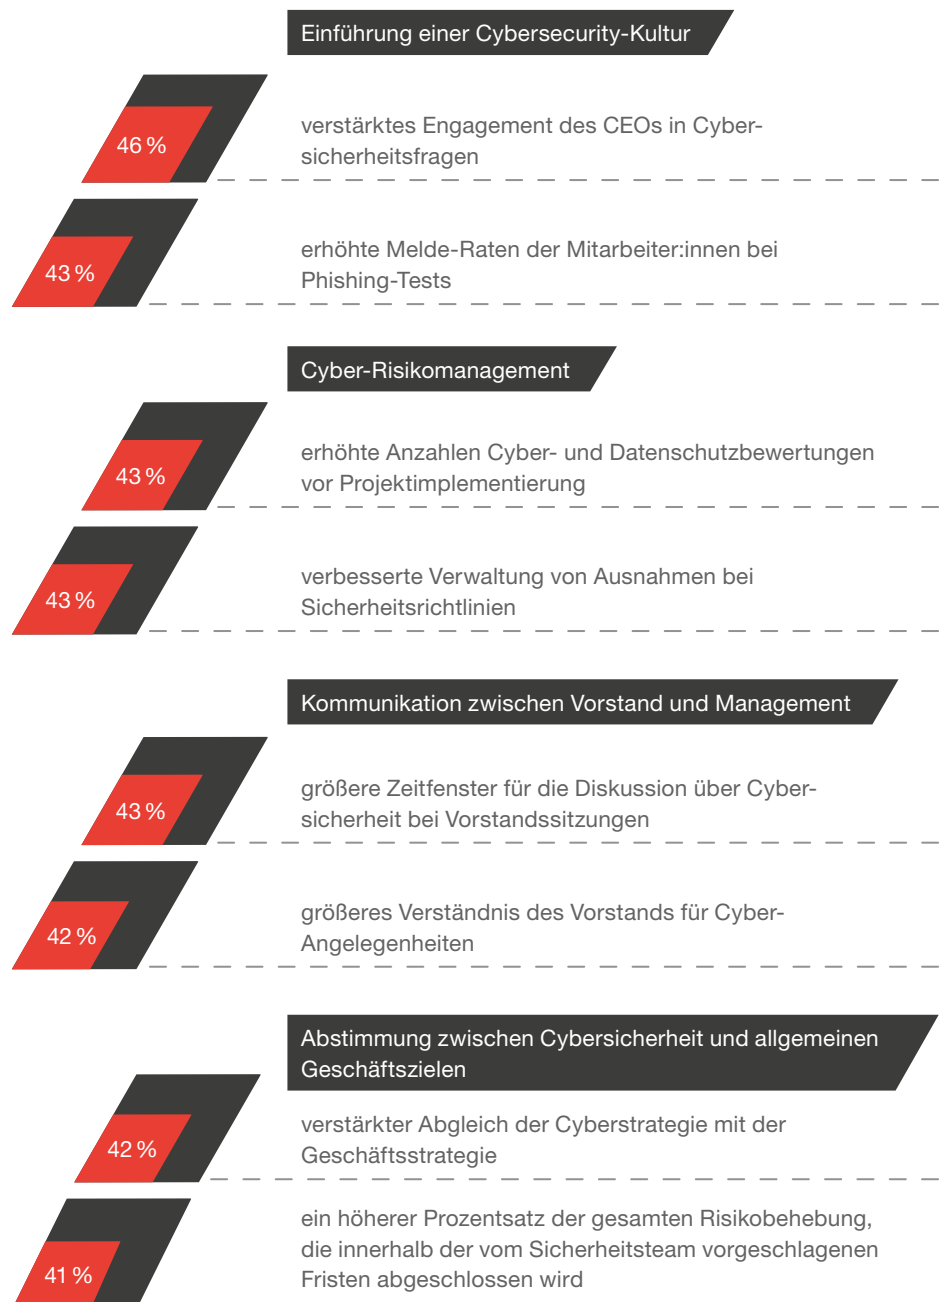 Einführung einer Cybersecurity-Kultur
46 %
verstärktes Engagement des CEOs in Cyber-
sicherheitsfragen
43 %
erhöhte Melde-Raten der Mitarbeiter:innen bei
Phishing-Tests
Cyber-Risikomanagement
43 %
erhöhte Anzahlen Cyber- und Datenschutzbewertungen
vor Projektimplementierung
43 %
verbesserte Verwaltung von Ausnahmen bei
Sicherheitsrichtlinien
Kommunikation zwischen Vorstand und Management
43 %
größere Zeitfenster für die Diskussion über Cyber-
sicherheit bei Vorstandssitzungen
42 %
größeres Verständnis des Vorstands für Cyber-
Angelegenheiten
Abstimmung zwischen Cybersicherheit und allgemeinen
Geschäftszielen
42 %
verstärkter Abgleich der Cyberstrategie mit der
Geschäftsstrategie
41 %
ein höherer Prozentsatz der gesamten Risikobehebung,
die innerhalb der vom Sicherheitsteam vorgeschlagenen
Fristen abgeschlossen wird